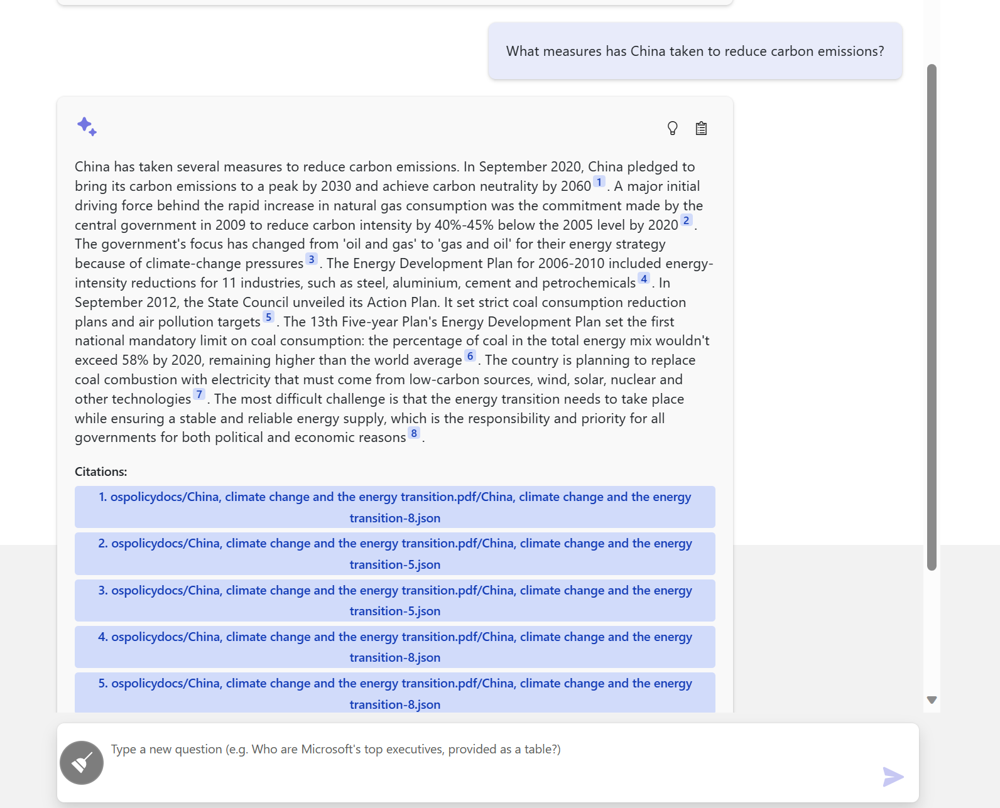 What measures has China taken to reduce carbon emissions?
China has taken several measures to reduce carbon emissions. In September 2020, China pledged to
bring its carbon emissions to a peak by 2030 and achieve carbon neutrality by 2060 1 . A major initial
driving force behind the rapid increase in natural gas consumption was the commitment made by the
central government in 2009 to reduce carbon intensity by 40%-45% below the 2005 level by 2020 2 .
The government's focus has changed from 'oil and gas' to 'gas and oil' for their energy strategy
because of climate-change pressures 3 . The Energy Development Plan for 2006-2010 included energy-
intensity reductions for 11 industries, such as steel, aluminium, cement and petrochemicals 4 . In
September 2012, the State Council unveiled its Action Plan. It set strict coal consumption reduction
plans and air pollution targets 5 . The 13th Five-year Plan's Energy Development Plan set the first
national mandatory limit on coal consumption: the percentage of coal in the total energy mix wouldn't
exceed 58% by 2020, remaining higher than the world average 6 . The country is planning to replace
coal combustion with electricity that must come from low-carbon sources, wind, solar, nuclear and
other technologies 7 . The most difficult challenge is that the energy transition needs to take place
while ensuring a stable and reliable energy supply, which is the responsibility and priority for all
governments for both political and economic reasons 8 .
Citations:
1. ospolicydocs/China, climate change and the energy transition.pdf/China, climate change and the energy
transition-8.json
2. ospolicydocs/China, climate change and the energy transition.pdf/China, climate change and the energy
transition-5.json
3. ospolicydocs/China, climate change and the energy transition.pdf/China, climate change and the energy
transition-5.json
4. ospolicydocs/China, climate change and the energy transition.pdf/China, climate change and the energy
transition-8.json
5. ospolicydocs/China, climate change and the energy transition.pdf/China, climate change and the energy
transition-8.json
Type a new question (e.g. Who are Microsoft's top executives, provided as a table?)